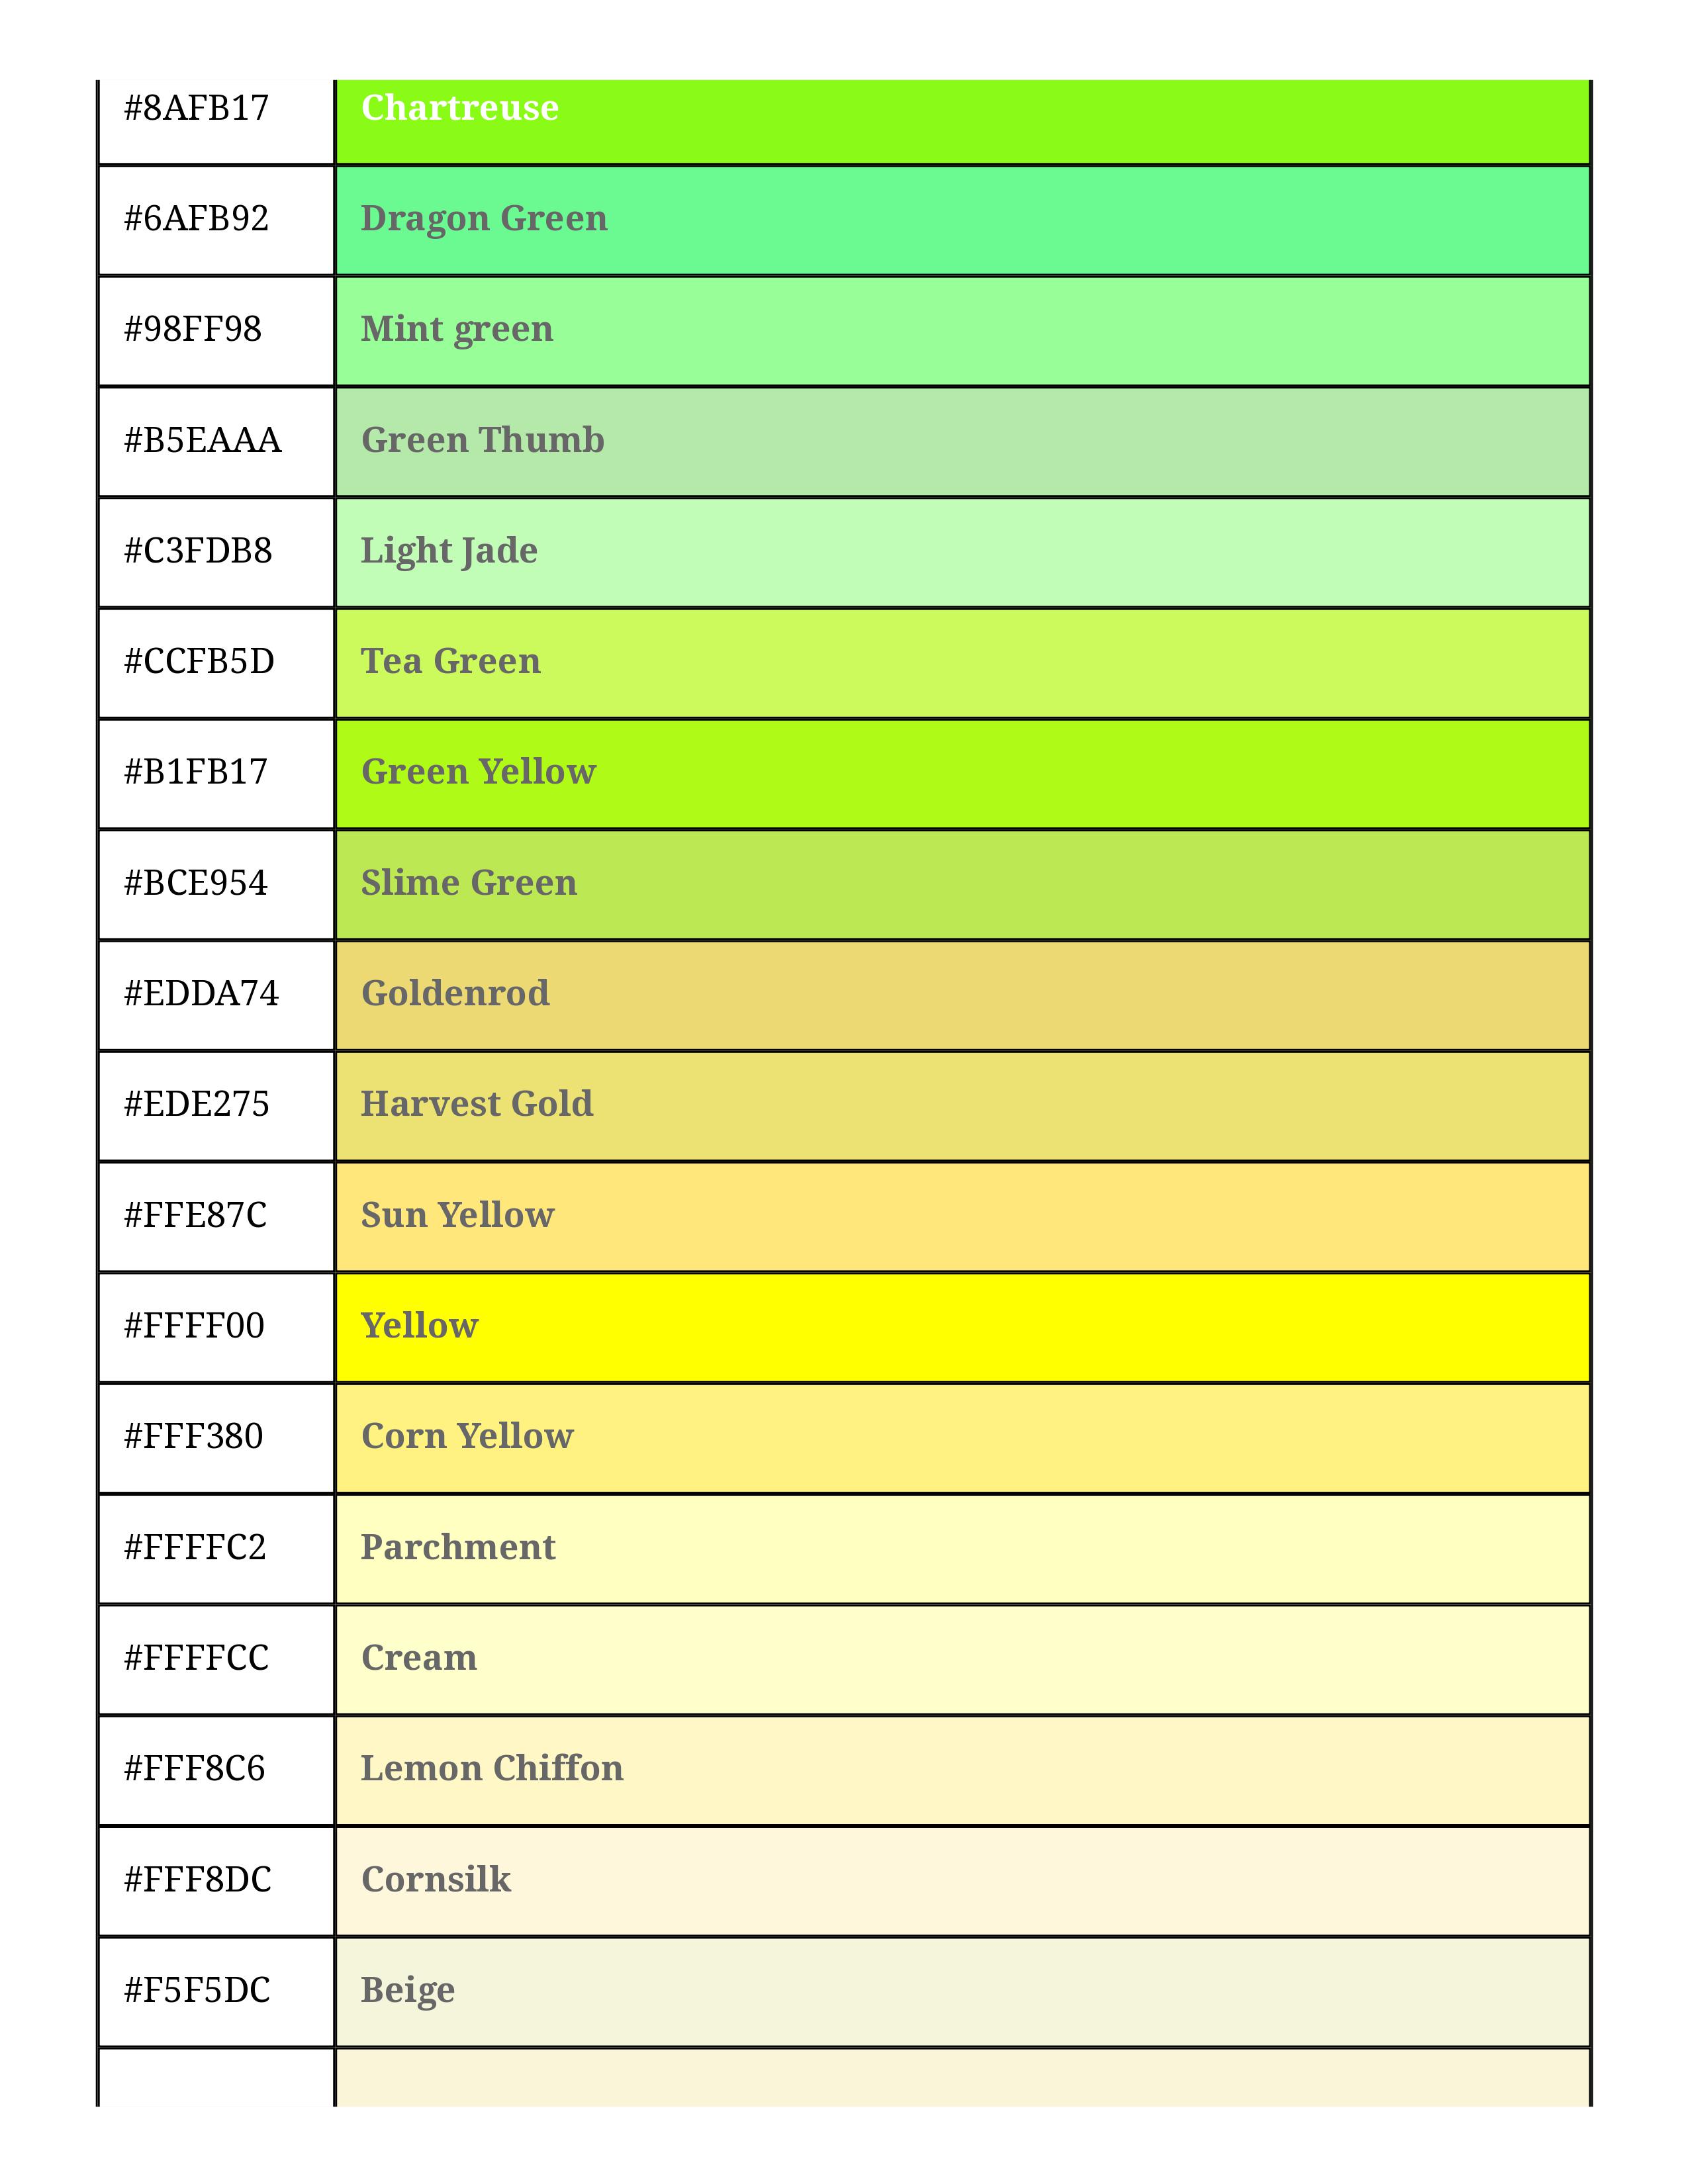 #8AFB17 Chartreuse
#6AFB92 Dragon Green
#98FF98 Mint green
#B5EAAA Green Thumb
#C3FDB8 Light Jade
#CCFB5D Tea Green
#B1FB17 Green Yellow
#BCE954 Slime Green
#EDDA74 Goldenrod
#EDE275 Harvest Gold
#FFE87C Sun Yellow
#FFFF00 Yellow
#FFF380 Corn Yellow
#FFFFC2 Parchment
#FFFFCC Cream
#FFF8C6 Lemon Chiffon
#FFF8DC Cornsilk
#F5F5DC Beige